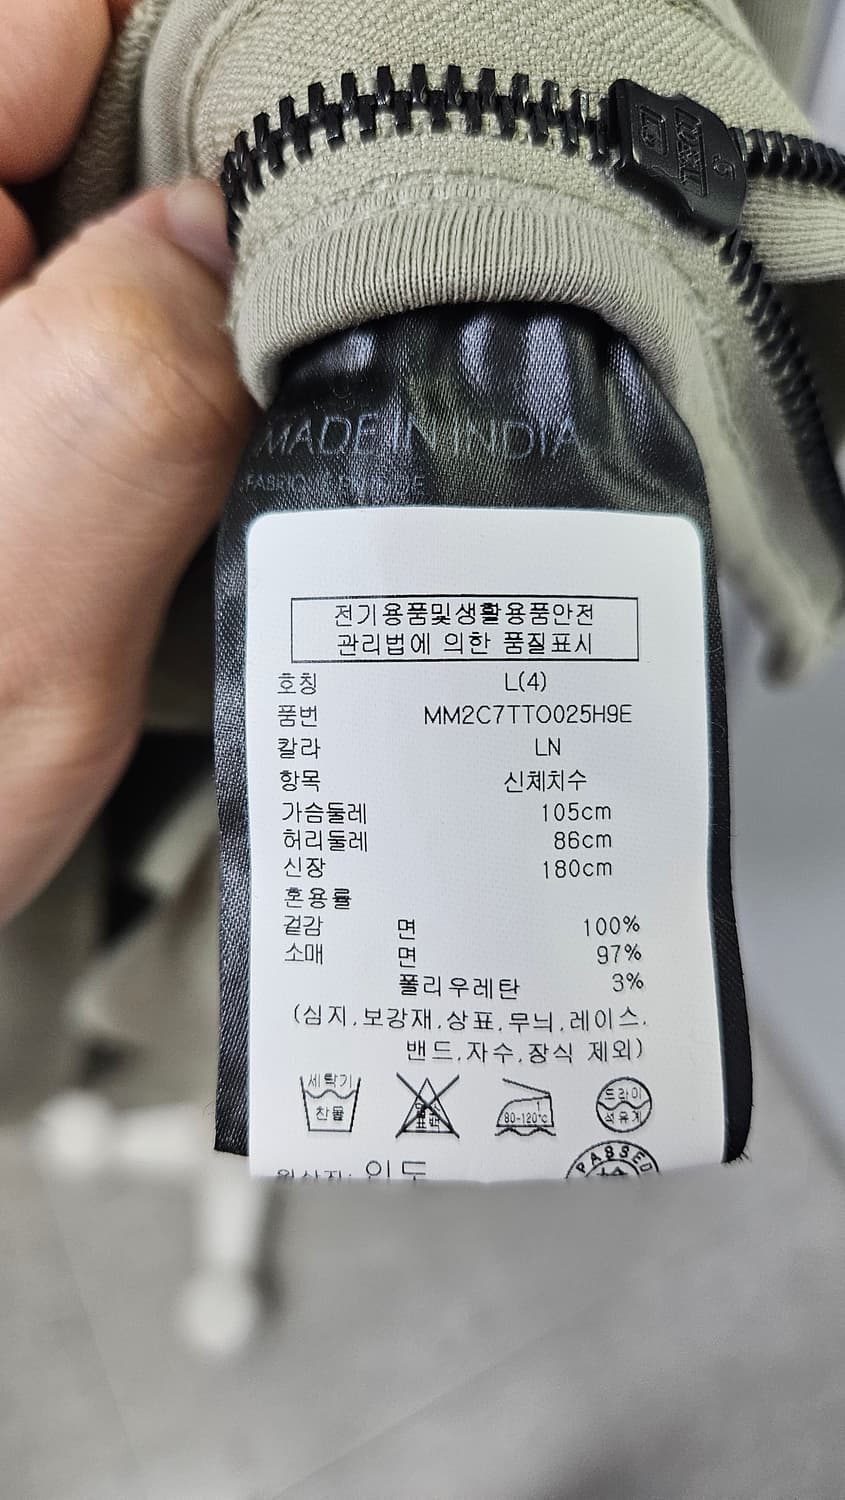 MADE IN INDIA
전기용품및생활용품안전
관리법에 의한 품질표시
호칭 L(4)
품번 MM2C7TTO025H9E
칼라 LN
항목 신체치수
가슴둘레 105cm
허리둘레 86cm
신장 180cm
혼용률
겉감 면 100%
소매 면 97%
폴리우레탄 3%
(심지,보강재,상표,무늬,레이스,
밴드,자수,장식 제외)
세탁기 찬물
80~120℃
드라이 석유계
PASSED